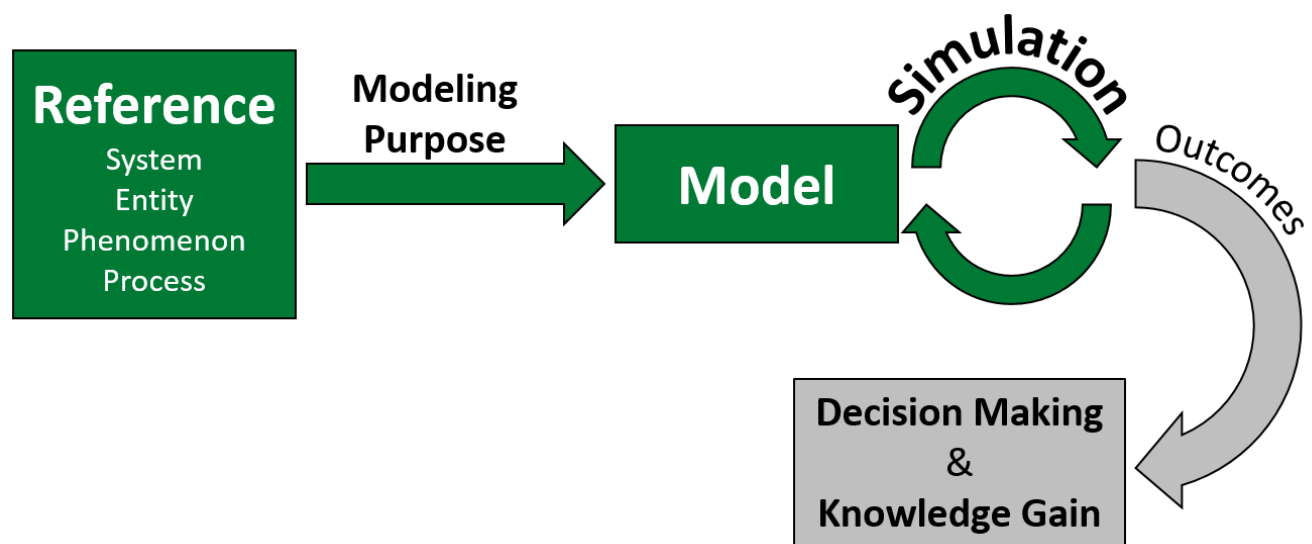 Reference
System
Entity
Phenomenon
Process
Modeling
Purpose
Model
Simulation
Outcomes
Decision Making
&
Knowledge Gain